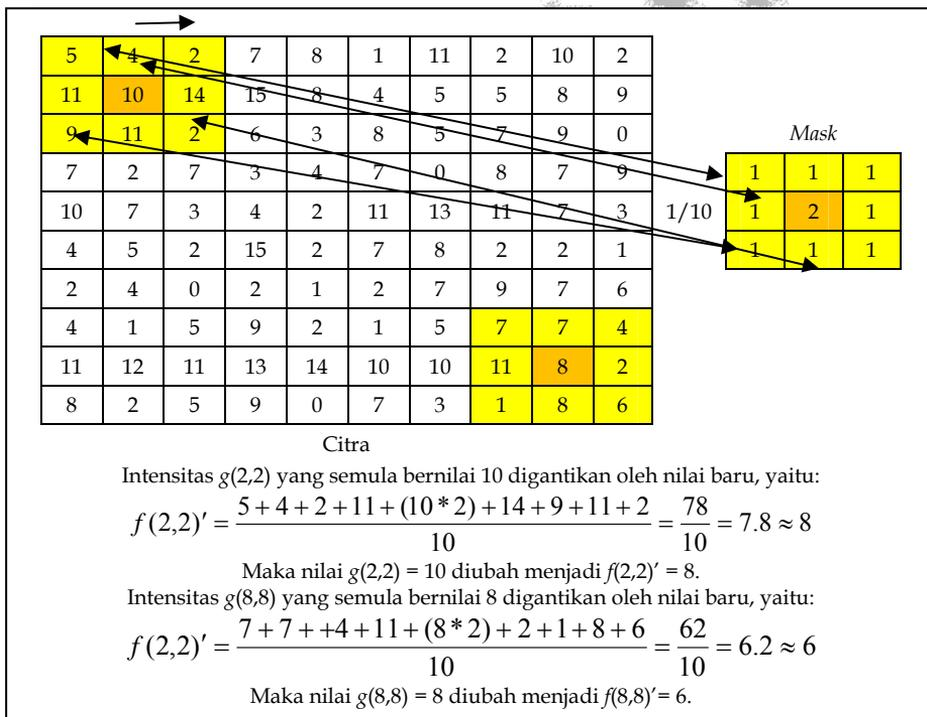 5 4 2 7 8 1 11 2 10 2
11 10 14 15 8 4 5 5 8 9
9 11 2 6 3 8 5 7 9 0
Mask
7 2 7 3 4 7 0 8 7 9 1 1 1
10 7 3 4 2 11 13 11 7 3 1/10 1 2 1
4 5 2 15 2 7 8 2 2 1 1 1 1
2 4 0 2 1 2 7 9 7 6
4 1 5 9 2 1 5 7 7 4
11 12 11 13 14 10 10 11 8 2
8 2 5 9 0 7 3 1 8 6
Citra
Intensitas g(2,2) yang semula bernilai 10 digantikan oleh nilai baru, yaitu:
f(2,2)′ = 5 + 4 + 2 + 11 + (10 * 2) + 14 + 9 + 11 + 2 / 10 = 78 / 10 = 7.8 ≈ 8
Maka nilai g(2,2) = 10 diubah menjadi f(2,2)′ = 8.
Intensitas g(8,8) yang semula bernilai 8 digantikan oleh nilai baru, yaitu:
f(2,2)′ = 7 + 7 + +4 + 11 + (8 * 2) + 2 + 1 + 8 + 6 / 10 = 62 / 10 = 6.2 ≈ 6
Maka nilai g(8,8) = 8 diubah menjadi f(8,8)′= 6.